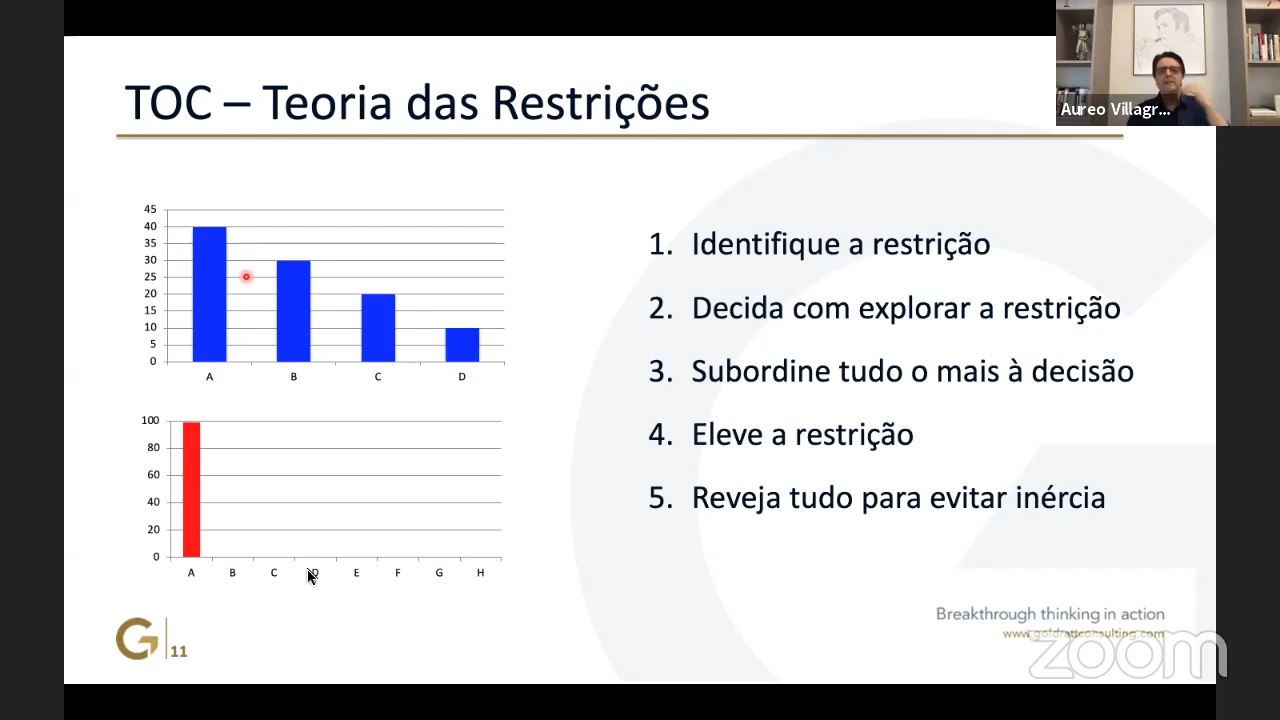 TOC – Teoria das Restrições
Aureo Villagr...
45
40
35
30
25
20
15
10
5
0
A B C D
100
80
60
40
20
0
A B C D E F G H
1. Identifique a restrição
2. Decida com explorar a restrição
3. Subordine tudo o mais à decisão
4. Eleve a restrição
5. Reveja tudo para evitar inércia
G 11
Breakthrough thinking in action
www.goldrattconsulting.com
zoom